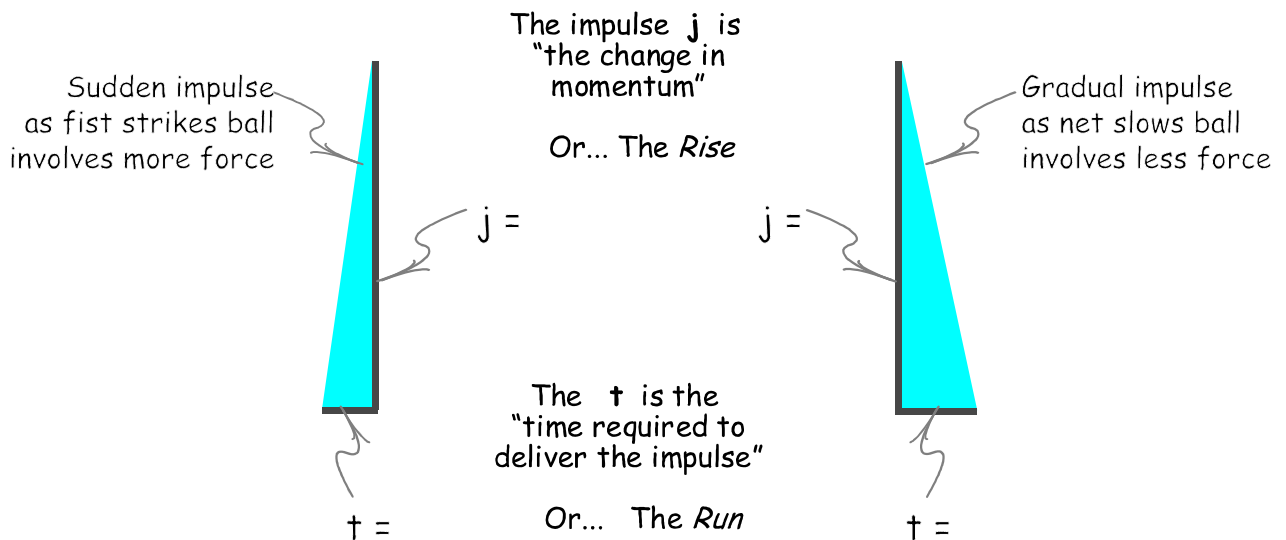 The impulse j is
“the change in
momentum”
Or... The Rise
Sudden impulse
as fist strikes ball
involves more force
Gradual impulse
as net slows ball
involves less force
j =
j =
The t is the
“time required to
deliver the impulse”
Or... The Run
t =
t =